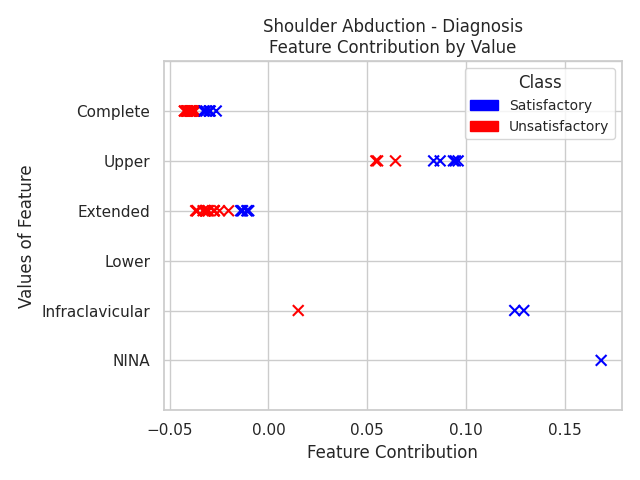 Shoulder Abduction - Diagnosis
Feature Contribution by Value
Class
Satisfactory
Unsatisfactory
Values of Feature
Complete
Upper
Extended
Lower
Infraclavicular
NINA
−0.05
0.00
0.05
0.10
0.15
Feature Contribution